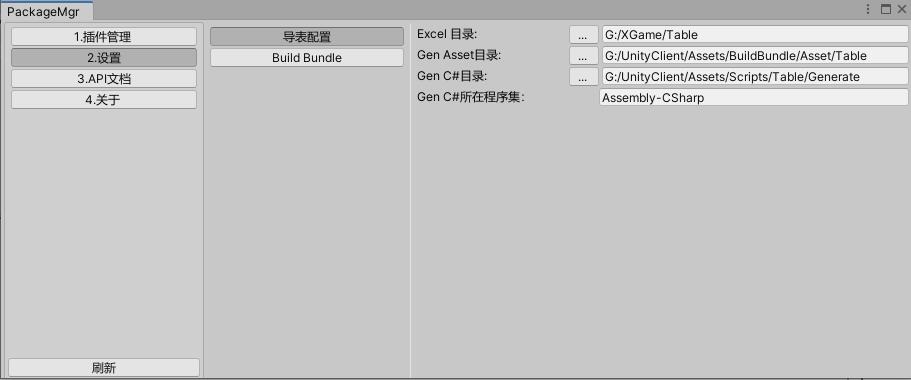 PackageMgr
1.插件管理
2.设置
3.API文档
4.关于
刷新
导表配置
Build Bundle
Excel 目录: ... G:/XGame/Table
Gen Asset目录: ... G:/UnityClient/Assets/BuildBundle/Asset/Table
Gen C#目录: ... G:/UnityClient/Assets/Scripts/Table/Generate
Gen C#所在程序集: Assembly-CSharp